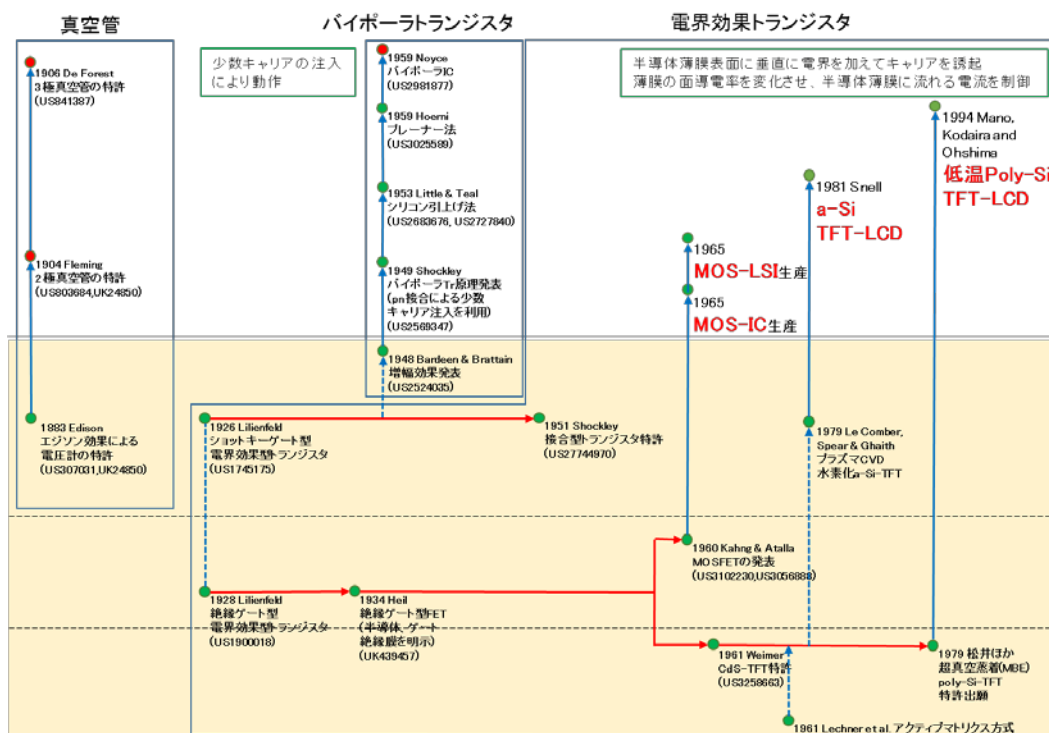 真空管
バイポーラトランジスタ
電界効果トランジスタ
少数キャリアの注入
により動作
半導体薄膜表面に垂直に電界を加えてキャリアを誘起
薄膜の面導電率を変化させ、半導体薄膜に流れる電流を制御
1906 De Forest
3極真空管の特許
(US841387)
1904 Fleming
2極真空管の特許
(US803684,UK24850)
1883 Edison
エジソン効果による
電圧計の特許
(US307031,UK24850)
1959 Noyce
バイポーラIC
(US2981877)
1959 Hoerni
プレーナー法
(US3025589)
1953 Little & Teal
シリコン引上げ法
(US2683676, US2727840)
1949 Shockley
バイポーラTr原理発表
(pn接合による少数
キャリア注入を利用)
(US2569347)
1948 Bardeen & Brattain
増幅効果発表
(US2524035)
1926 Lilienfeld
ショットキーゲート型
電界効果型トランジスタ
(US1745175)
1951 Shockley
接合型トランジスタ特許
(US27744970)
1928 Lilienfeld
絶縁ゲート型
電界効果型トランジスタ
(US1900018)
1934 Heil
絶縁ゲート型FET
(半導体、ゲート
絶縁膜を明示)
(UK439457)
1965
MOS-LSI生産
1965
MOS-IC生産
1960 Kahng & Atalla
MOSFETの発表
(US3102230,US3056888)
1981 Snell
a-Si
TFT-LCD
1979 Le Comber,
Spear & Ghaith
プラズマCVD
水素化a-Si-TFT
1994 Mano,
Kodaira and
Ohshima
低温Poly-Si
TFT-LCD
1961 Weimer
CdS-TFT特許
(US3258663)
1979 松井ほか
超真空蒸着(MBE)
poly-Si-TFT
特許出願
1961 Lechner et al. アクティブマトリクス方式